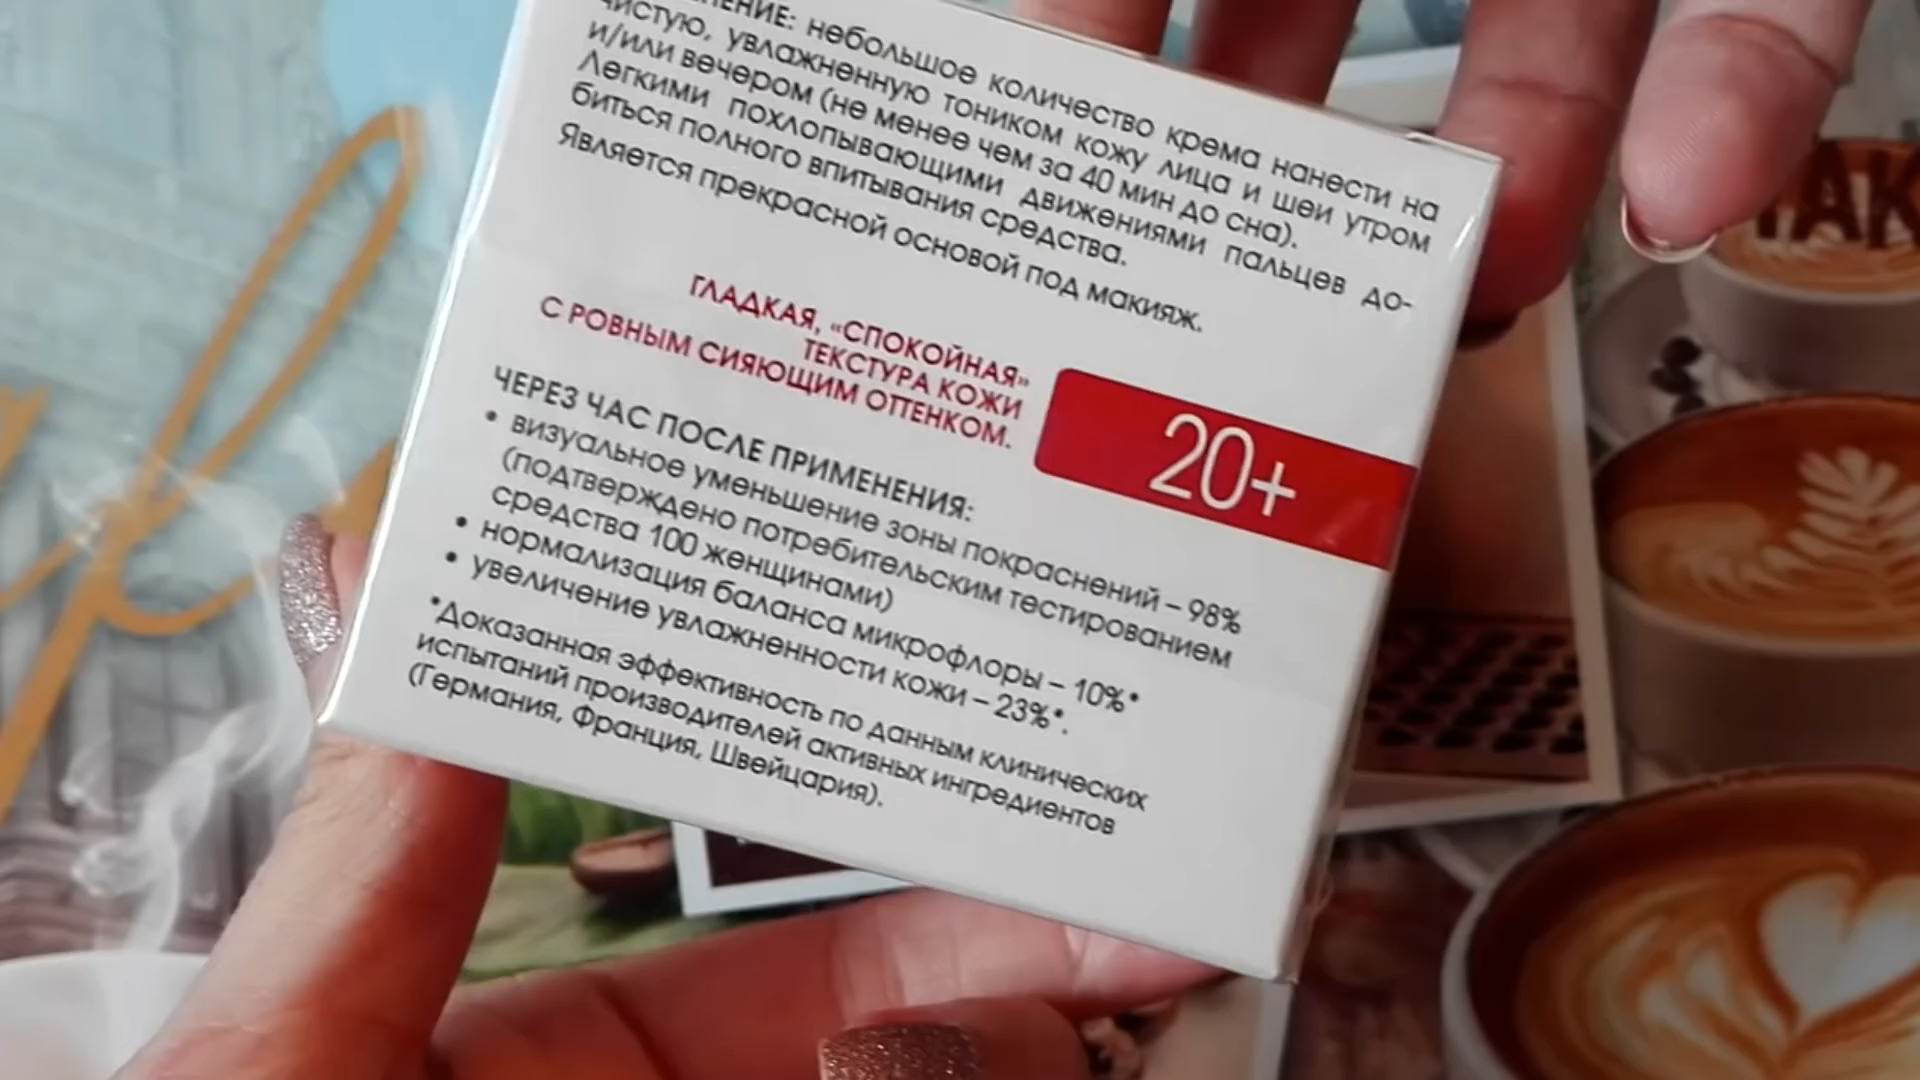 небольшое количество крема нанести на
чистую, увлажненную тоником кожу лица и шеи утром
и/или вечером (не менее чем за 40 мин до сна).
Легкими похлопывающими движениями пальцев до-
биться полного впитывания средства.
Является прекрасной основой под макияж.
ГЛАДКАЯ, «СПОКОЙНАЯ»
ТЕКСТУРА КОЖИ
С РОВНЫМ СИЯЮЩИМ ОТТЕНКОМ.
20+
ЧЕРЕЗ ЧАС ПОСЛЕ ПРИМЕНЕНИЯ:
• визуальное уменьшение зоны покраснений – 98%
(подтверждено потребительским тестированием
средства 100 женщинами)
• нормализация баланса микрофлоры – 10%*
• увеличение увлажненности кожи – 23%*.
*Доказанная эффективность по данным клинических
испытаний производителей активных ингредиентов
(Германия, Франция, Швейцария).